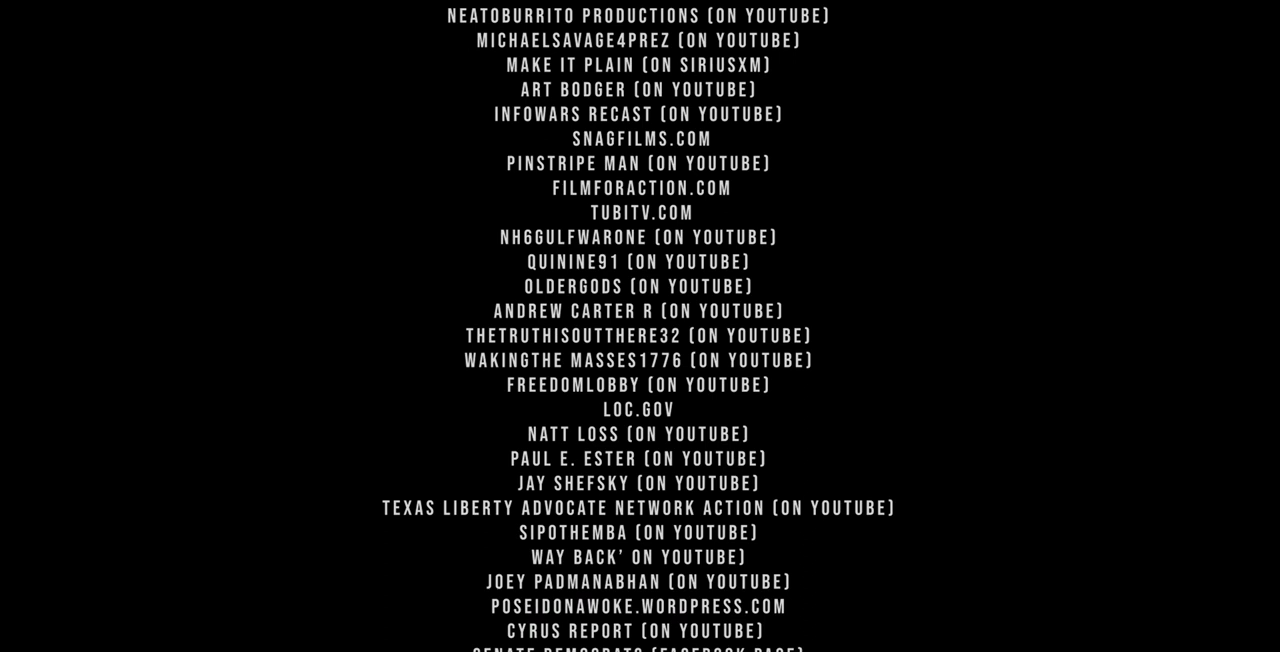 NEATOBURRITO PRODUCTIONS (ON YOUTUBE)
MICHAELSAVAGE4PREZ (ON YOUTUBE)
MAKE IT PLAIN (ON SIRIUSXM)
ART BODGER (ON YOUTUBE)
INFOWARS RECAST (ON YOUTUBE)
SNAGFILMS.COM
PINSTRIPE MAN (ON YOUTUBE)
FILMFORACTION.COM
TUBITV.COM
NH6GULFWARONE (ON YOUTUBE)
QUININE91 (ON YOUTUBE)
OLDERGODS (ON YOUTUBE)
ANDREW CARTER R (ON YOUTUBE)
THETRUTHISOUTTHERE32 (ON YOUTUBE)
WAKINGTHE MASSES1776 (ON YOUTUBE)
FREEDOMLOBBY (ON YOUTUBE)
LOC.GOV
NATT LOSS (ON YOUTUBE)
PAUL E. ESTER (ON YOUTUBE)
JAY SHEFSKY (ON YOUTUBE)
TEXAS LIBERTY ADVOCATE NETWORK ACTION (ON YOUTUBE)
SIPOTHEMBA (ON YOUTUBE)
WAY BACK’ ON YOUTUBE)
JOEY PADMANABHAN (ON YOUTUBE)
POSEIDONAWOKE.WORDPRESS.COM
CYRUS REPORT (ON YOUTUBE)
SENATE DEMOCRATS (FACEBOOK PAGE)